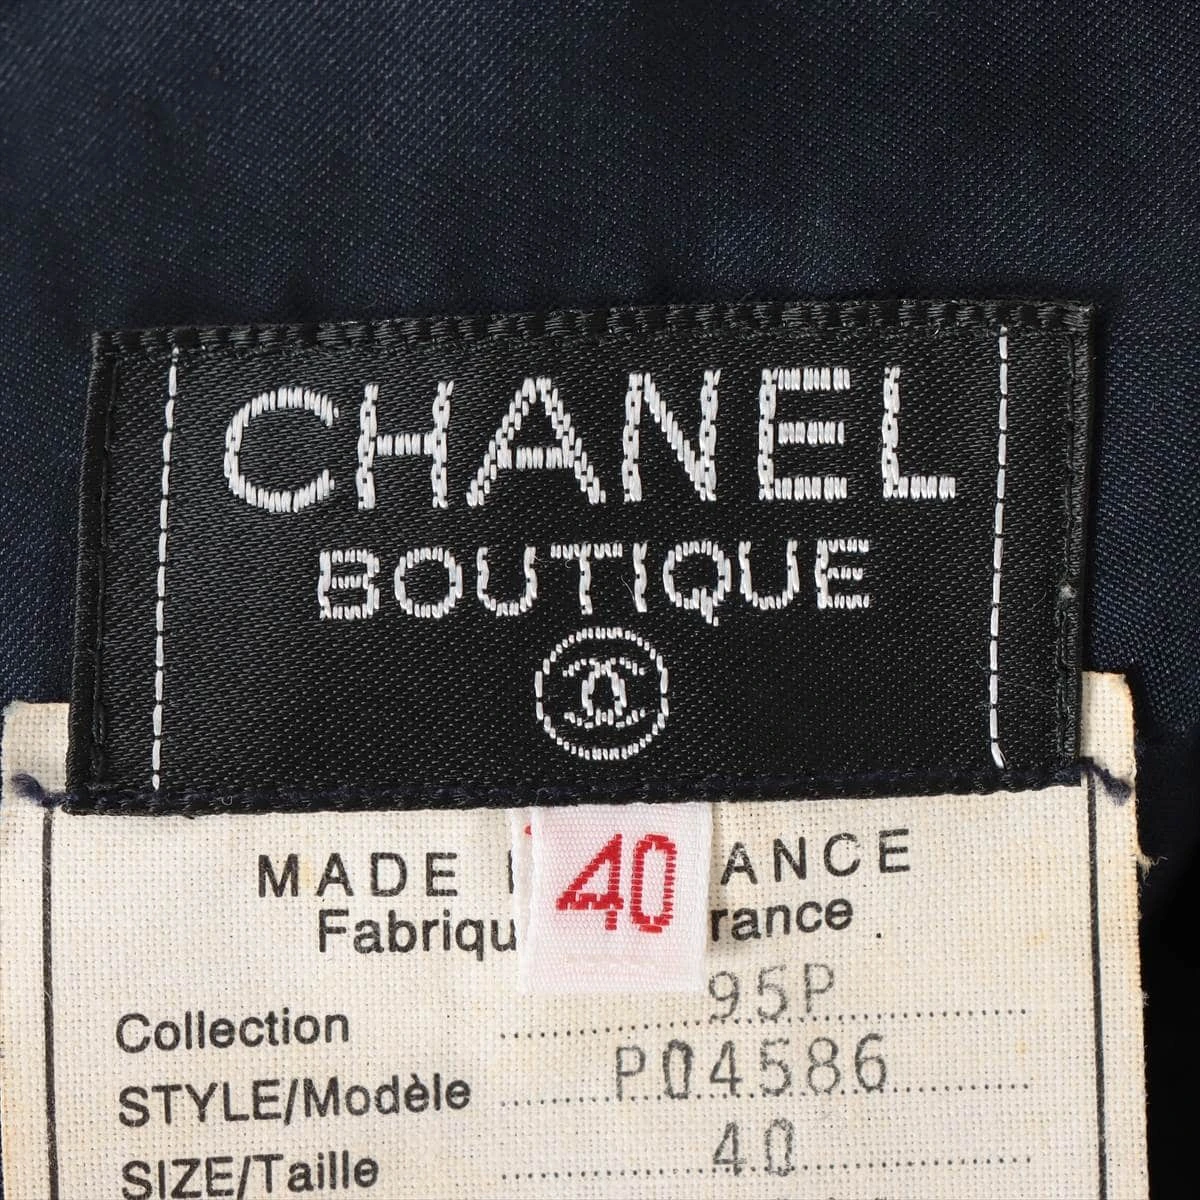 CHANEL
BOUTIQUE
40
MADE ANCE
Fabriqu rance
Collection 95P
STYLE/Modèle P04586
SIZE/Taille 40